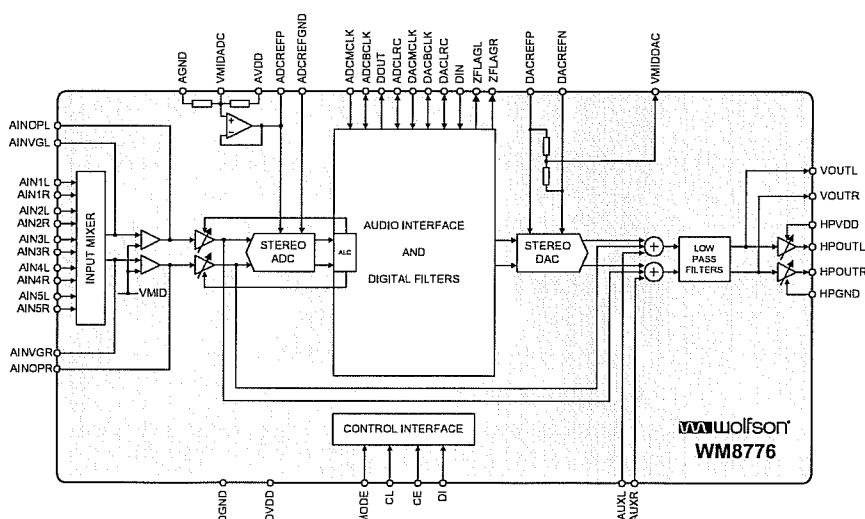 AGND
VMIDADC
AVDD
ADCREFP
ADCREFGND
ADCMCLK
ADCBCLK
DOUT
ADCLRC
DACMCLK
DACBCLK
DACLRC
DIN
ZFLAGL
ZFLAGR
DACREFP
DACREFN
VMIDDAC
AINOPL
AINVGL
AIN1L
AIN1R
AIN2L
AIN2R
AIN3L
AIN3R
AIN4L
AIN4R
AIN5L
AIN5R
AINVGR
AINOPR
INPUT MIXER
VMID
STEREO
ADC
ALC
AUDIO INTERFACE
AND
DIGITAL FILTERS
STEREO
DAC
LOW
PASS
FILTERS
VOUTL
VOUTR
HPVDD
HPOUTL
HPOUTR
HPGND
CONTROL INTERFACE
wolfson
WM8776
DGND
DVDD
MODE
CL
CE
DI
AUXL
AUXR